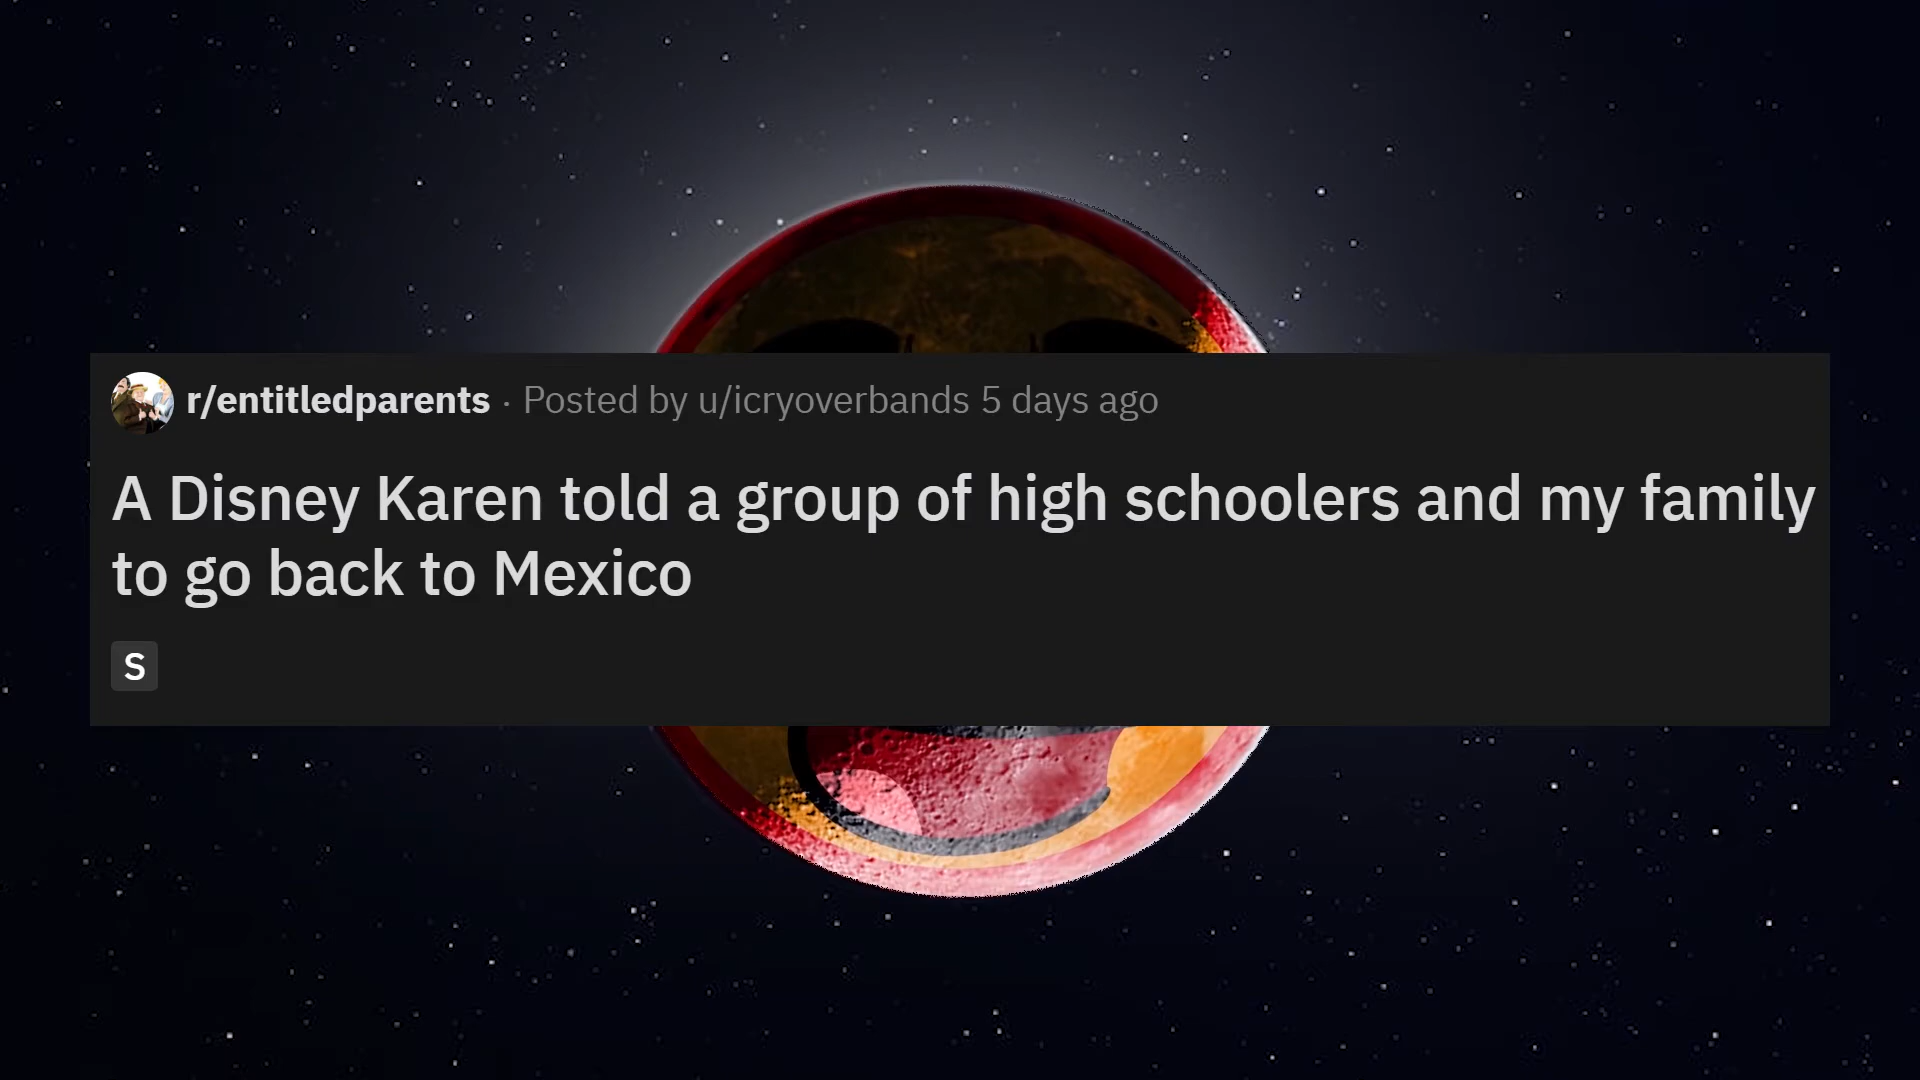 r/entitledparents · Posted by u/icryoverbands 5 days ago
A Disney Karen told a group of high schoolers and my family
to go back to Mexico
S